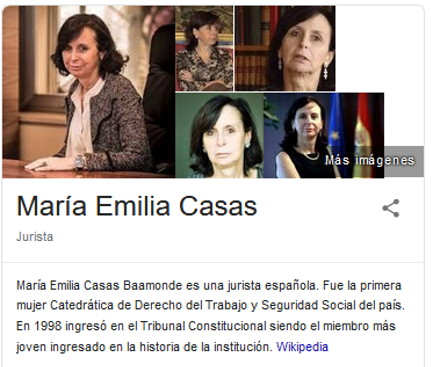 Más imágenes
María Emilia Casas
Jurista
María Emilia Casas Baamonde es una jurista española. Fue la primera
mujer Catedrática de Derecho del Trabajo y Seguridad Social del país.
En 1998 ingresó en el Tribunal Constitucional siendo el miembro más
joven ingresado en la historia de la institución. Wikipedia